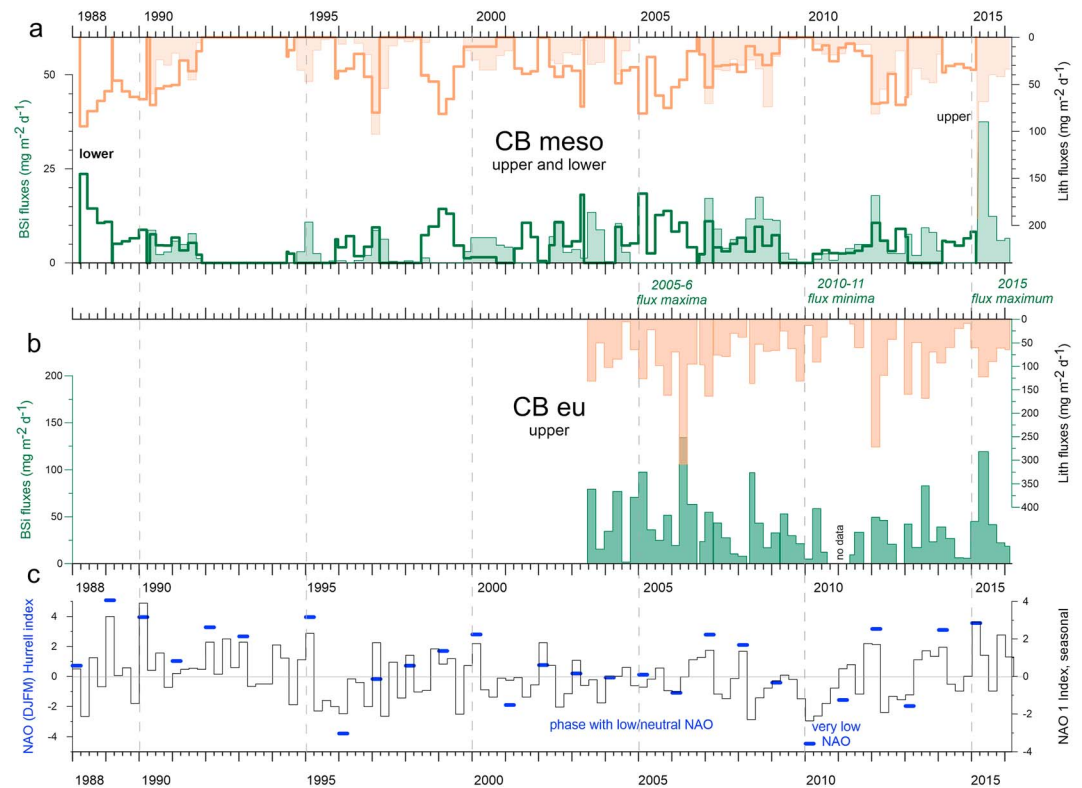 1988 1990 1995 2000 2005 2010 2015
a
0
50
50
100
25
150
200
0
BSi fluxes (mg m-2 d-1)
Lith fluxes (mg m-2 d-1)
upper
lower
CB meso
upper and lower
2005-6
flux maxima
2010-11
flux minima
2015
flux maximum
b
0
50
100
150
200
250
300
350
400
200
150
100
50
0
BSi fluxes (mg m-2 d-1)
Lith fluxes (mg m-2 d-1)
CB eu
upper
no data
c
1988 1990 1995 2000 2005 2010 2015
4
2
0
-2
-4
4
2
0
-2
-4
NAO (DJFM) Hurrell index
NAO 1 Index, seasonal
phase with low/neutral NAO
very low
NAO
1988 1990 1995 2000 2005 2010 2015